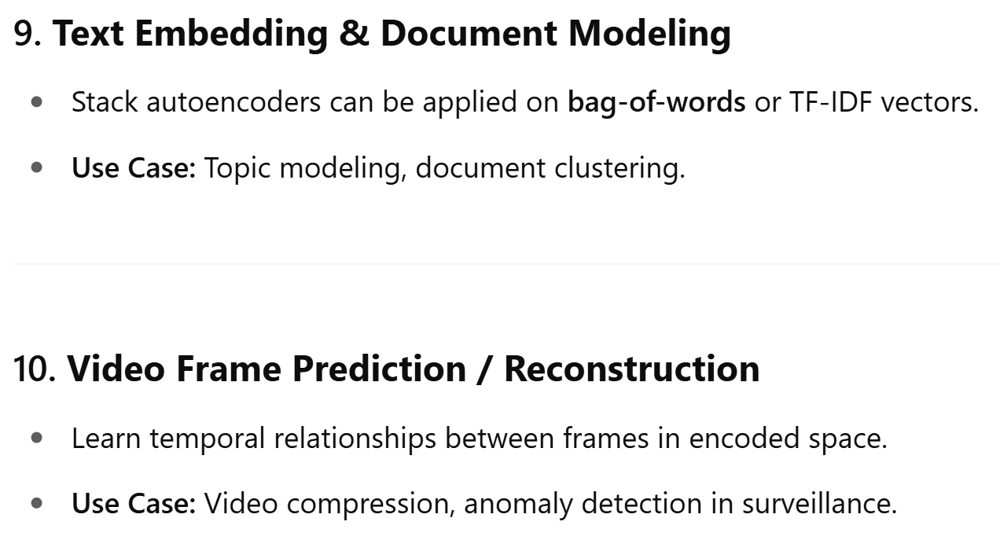 9. Text Embedding & Document Modeling
• Stack autoencoders can be applied on bag-of-words or TF-IDF vectors.
• Use Case: Topic modeling, document clustering.
10. Video Frame Prediction / Reconstruction
• Learn temporal relationships between frames in encoded space.
• Use Case: Video compression, anomaly detection in surveillance.